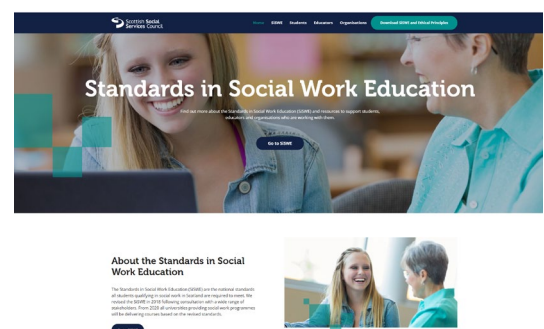 Scottish Social
Services Council
Home SiSWE Students Educators Organisations Download SiSWE and Ethical Principles
Standards in Social Work Education
Find out more about the Standards in Social Work Education (SiSWE) and resources to support students,
educators and organisations who are working with them.
Go to SiSWE
About the Standards in Social
Work Education
The Standards in Social Work Education (SiSWE) are the national standards
all students qualifying in social work in Scotland are required to meet. We
revised the SiSWE in 2019 following consultation with a wide range of
stakeholders. From 2020 all universities providing social work programmes
will be delivering courses based on the revised standards.